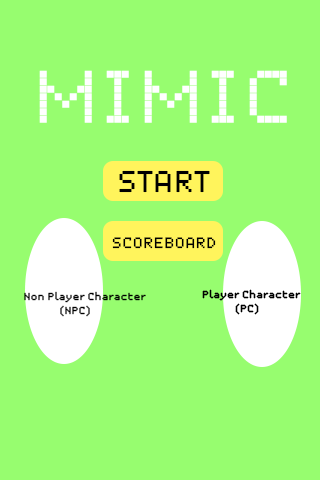 MIMIC
START
SCOREBOARD
Non Player Character
(NPC)
Player Character
(PC)